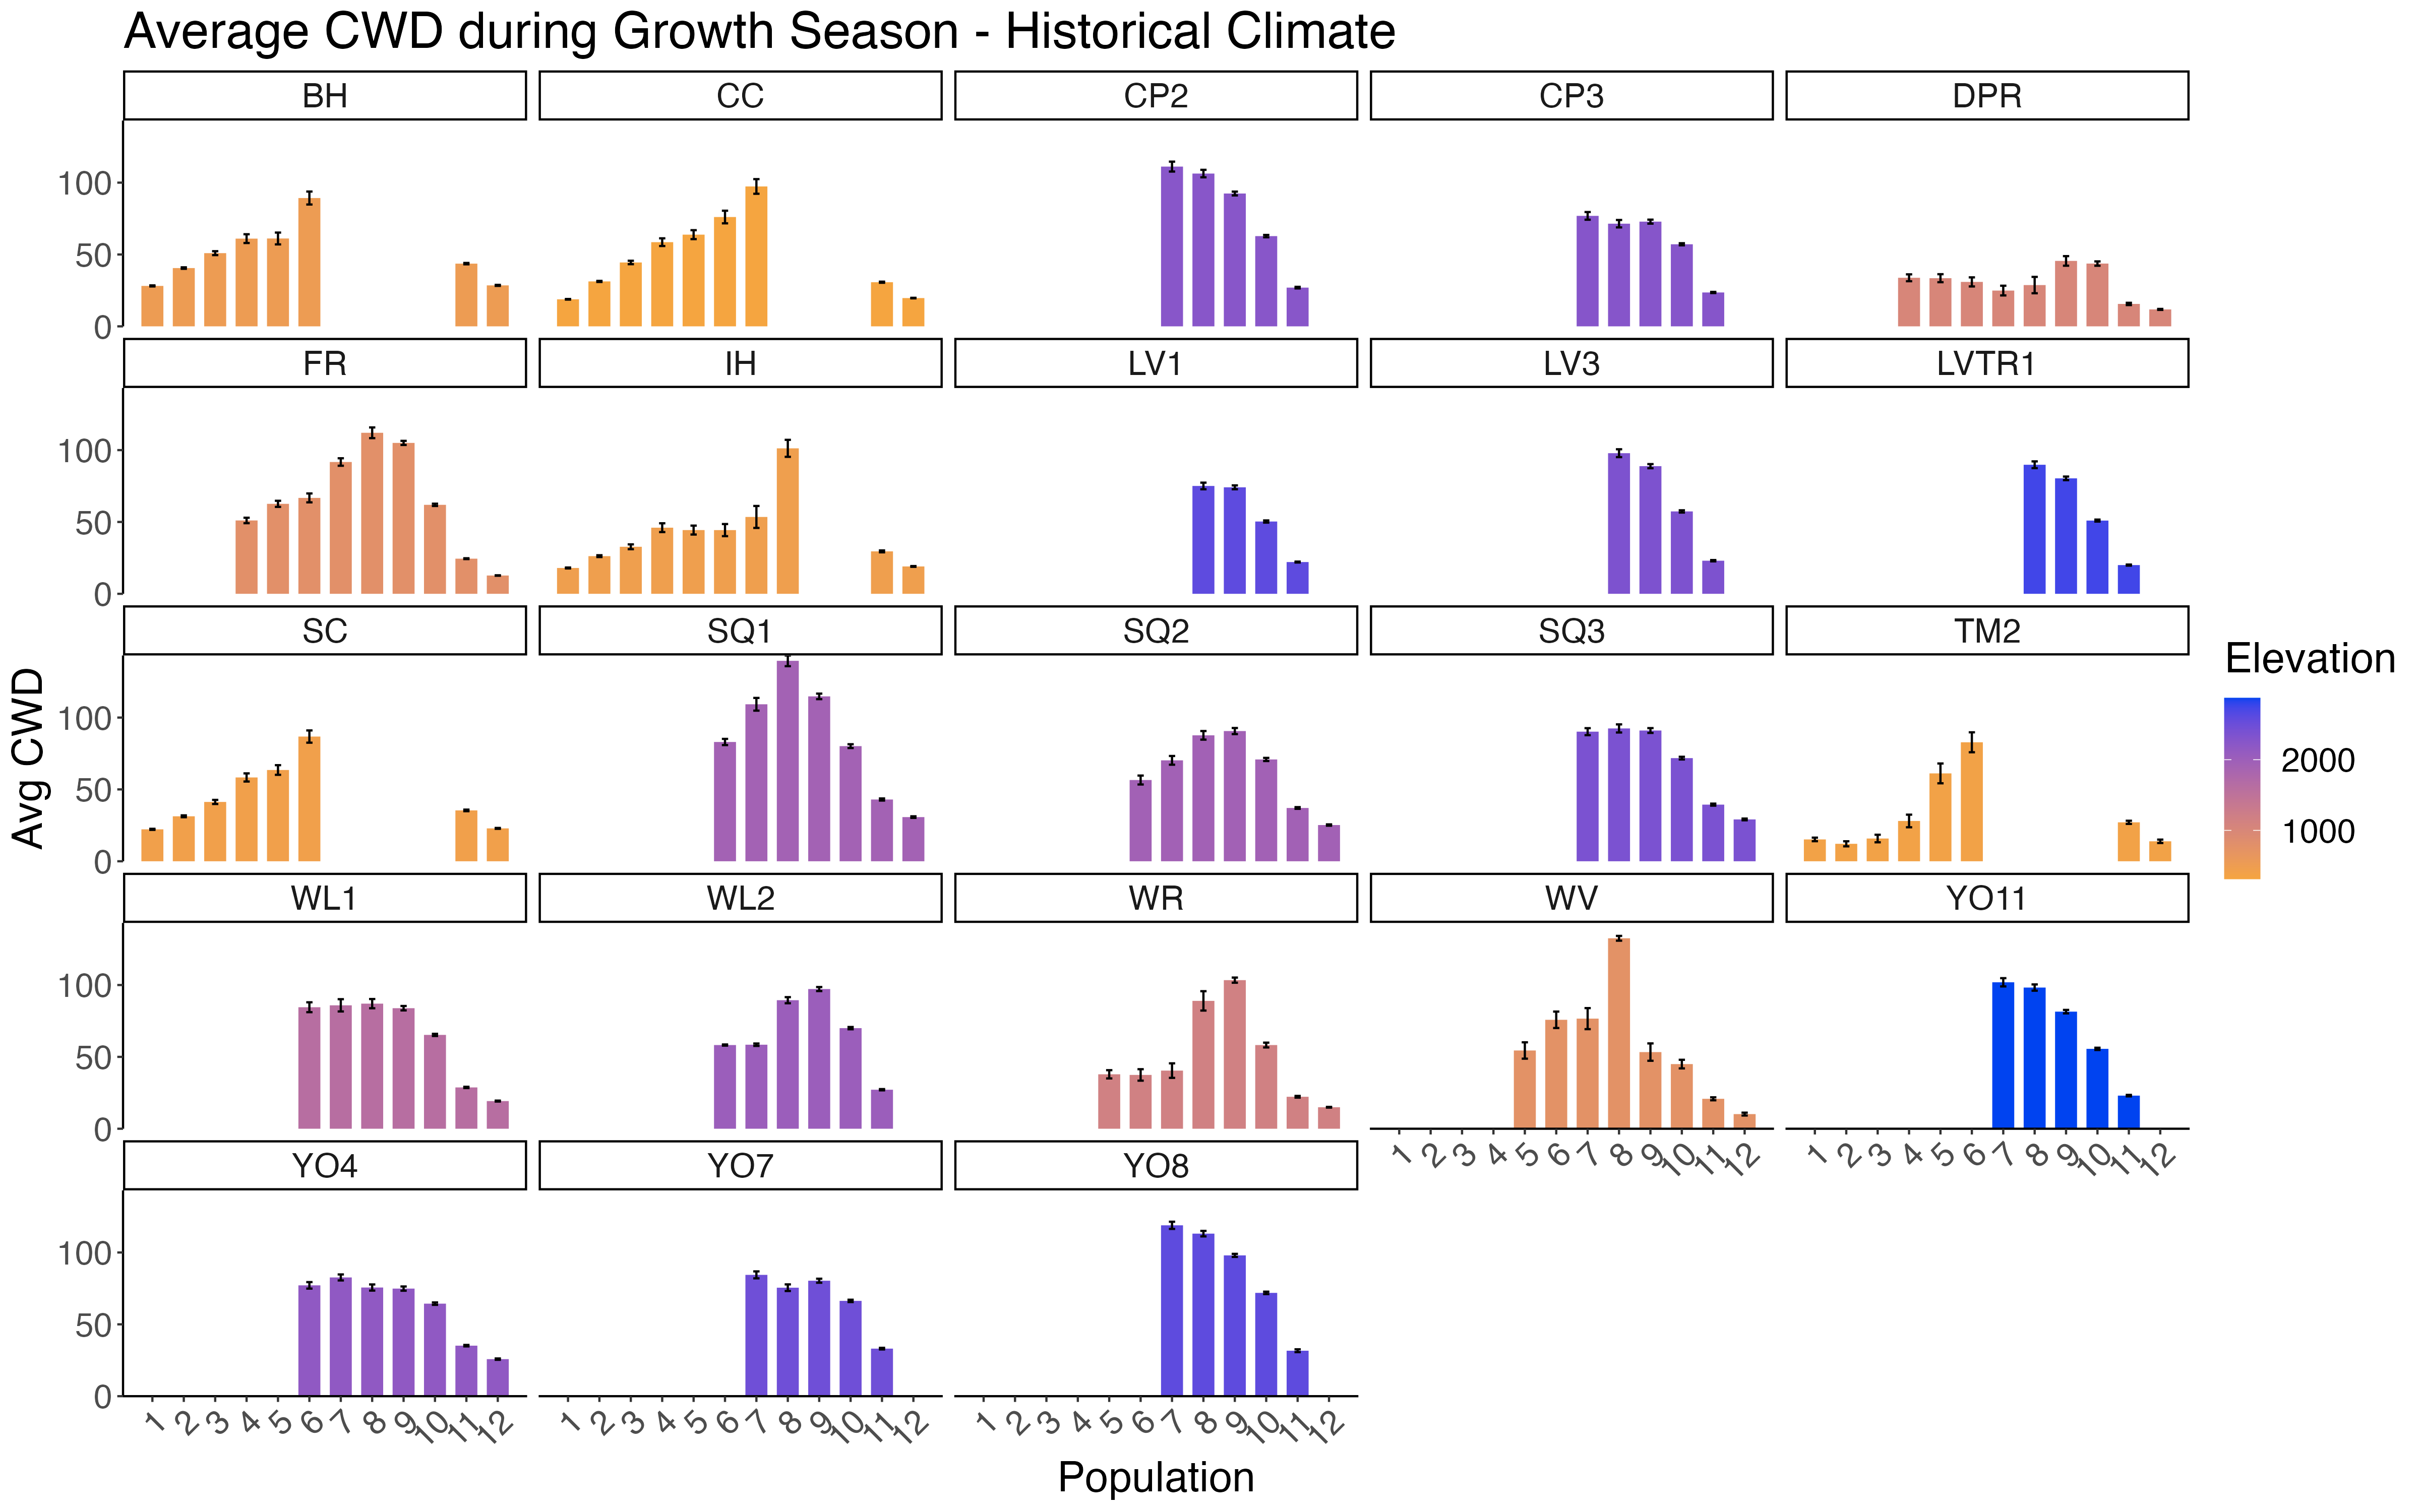 Average CWD during Growth Season - Historical Climate
BH CC CP2 CP3 DPR
100
50
0
FR IH LV1 LV3 LVTR1
100
50
0
SC SQ1 SQ2 SQ3 TM2
100
50
0
WL1 WL2 WR WV YO11
100
50
0
1 2 3 4 5 6 7 8 9 10 11 12 1 2 3 4 5 6 7 8 9 10 11 12
YO4 YO7 YO8
100
50
0
1 2 3 4 5 6 7 8 9 10 11 12 1 2 3 4 5 6 7 8 9 10 11 12 1 2 3 4 5 6 7 8 9 10 11 12
Population
Avg CWD
Elevation
2000
1000